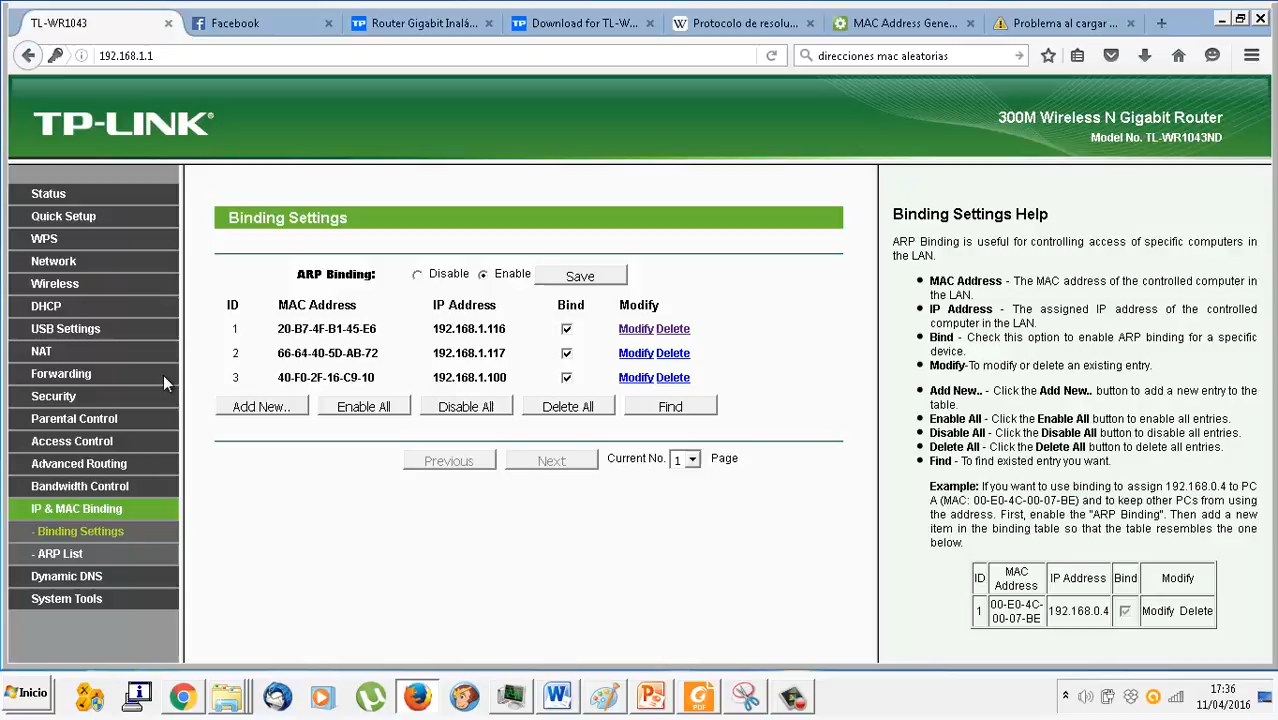 TL-WR1043
Facebook
Router Gigabit Inalá...
Download for TL-W...
Protocolo de resolu...
MAC Address Gene...
Problema al cargar ...
192.168.1.1
direcciones mac aleatorias
TP-LINK®
300M Wireless N Gigabit Router
Model No. TL-WR1043ND
Status
Quick Setup
WPS
Network
Wireless
DHCP
USB Settings
NAT
Forwarding
Security
Parental Control
Access Control
Advanced Routing
Bandwidth Control
IP & MAC Binding
- Binding Settings
- ARP List
Dynamic DNS
System Tools
Binding Settings
ARP Binding: Disable Enable Save
ID MAC Address IP Address Bind Modify
1 20-B7-4F-B1-45-E6 192.168.1.116 Modify Delete
2 66-64-40-5D-AB-72 192.168.1.117 Modify Delete
3 40-F0-2F-16-C9-10 192.168.1.100 Modify Delete
Add New.. Enable All Disable All Delete All Find
Previous Next Current No. 1 Page
Binding Settings Help
ARP Binding is useful for controlling access of specific computers in
the LAN.
MAC Address - The MAC address of the controlled computer in
the LAN.
IP Address - The assigned IP address of the controlled
computer in the LAN.
Bind - Check this option to enable ARP binding for a specific
device.
Modify-To modify or delete an existing entry.
Add New.. - Click the Add New.. button to add a new entry to the
table.
Enable All - Click the Enable All button to enable all entries.
Disable All - Click the Disable All button to disable all entries.
Delete All - Click the Delete All button to delete all entries.
Find - To find existed entry you want.
Example: If you want to use binding to assign 192.168.0.4 to PC
A (MAC: 00-E0-4C-00-07-BE) and to keep other PCs from using
the address. First, enable the "ARP Binding". Then add a new
item in the binding table so that the table resembles the one
below.
ID MAC Address IP Address Bind Modify
1 00-E0-4C-00-07-BE 192.168.0.4 Modify Delete
Inicio
17:36
11/04/2016